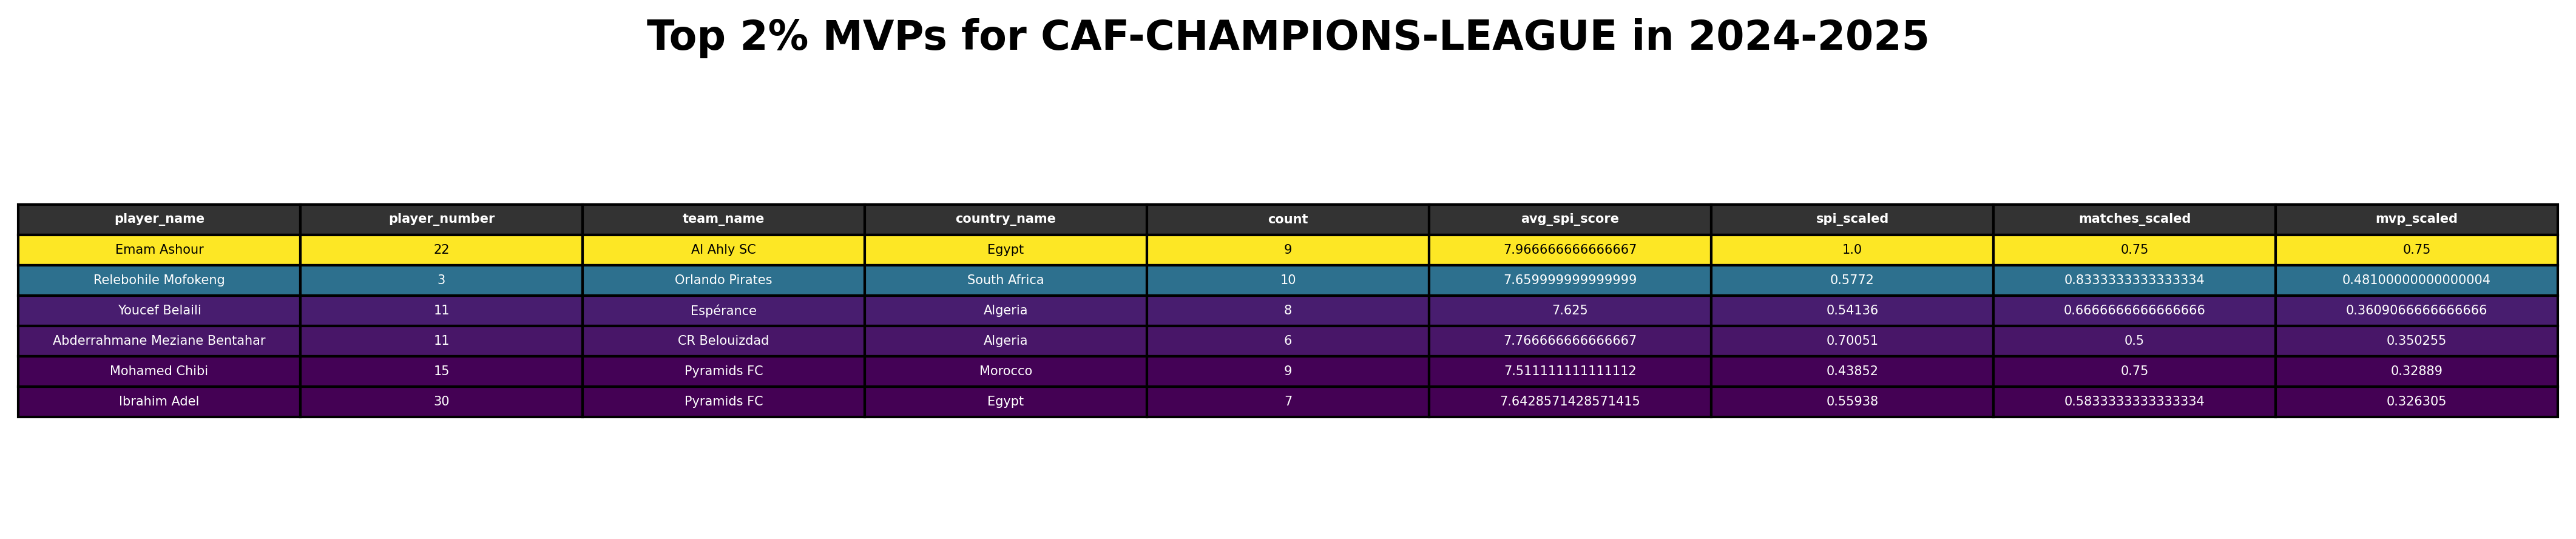 Top 2% MVPs for CAF-CHAMPIONS-LEAGUE in 2024-2025
player_name player_number team_name country_name count avg_spi_score spi_scaled matches_scaled mvp_scaled
Emam Ashour 22 Al Ahly SC Egypt 9 7.966666666666667 1.0 0.75 0.75
Relebohile Mofokeng 3 Orlando Pirates South Africa 10 7.659999999999999 0.5772 0.8333333333333334 0.48100000000000004
Youcef Belaili 11 Espérance Algeria 8 7.625 0.54136 0.6666666666666666 0.3609066666666666
Abderrahmane Meziane Bentahar 11 CR Belouizdad Algeria 6 7.766666666666667 0.70051 0.5 0.350255
Mohamed Chibi 15 Pyramids FC Morocco 9 7.511111111111112 0.43852 0.75 0.32889
Ibrahim Adel 30 Pyramids FC Egypt 7 7.6428571428571415 0.55938 0.5833333333333334 0.326305